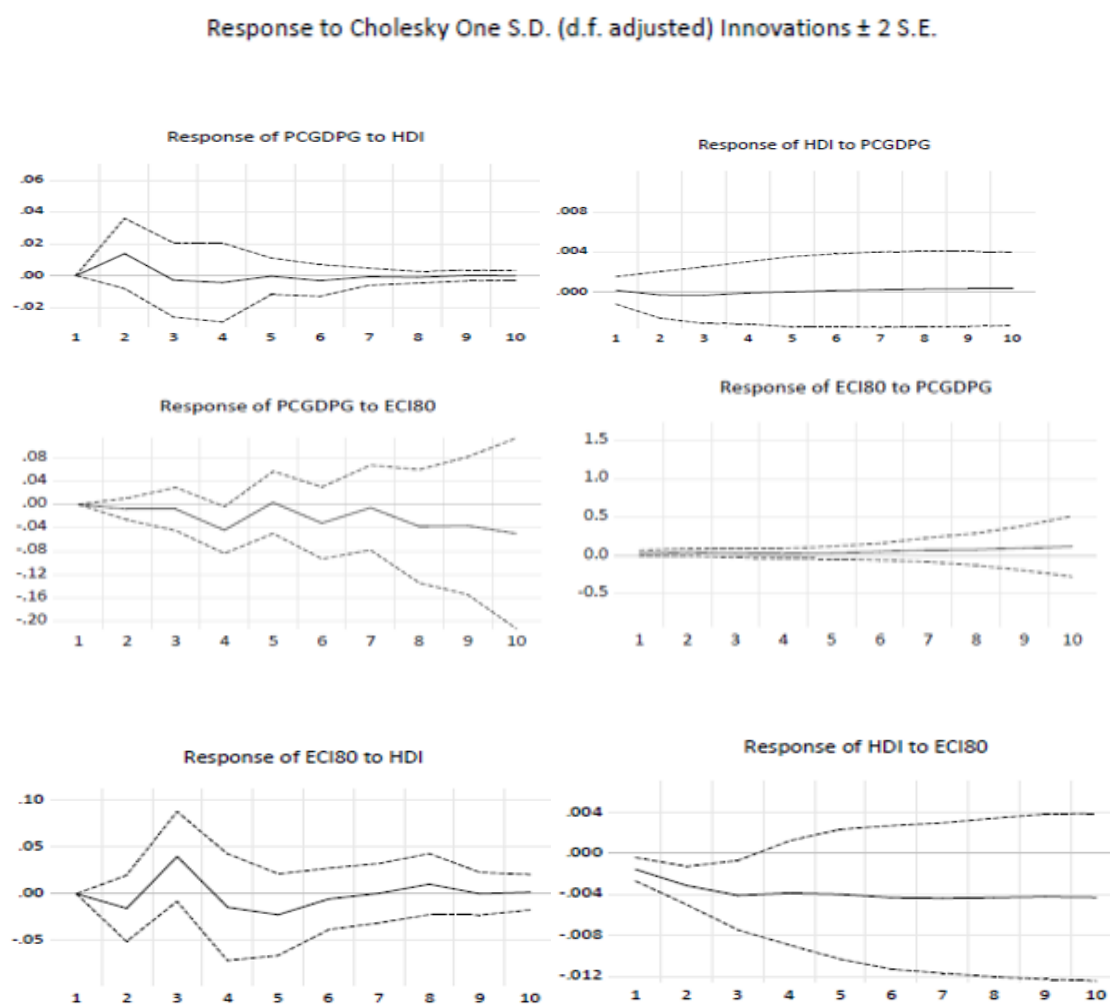 Response to Cholesky One S.D. (d.f. adjusted) Innovations ± 2 S.E.
Response of PCGDPG to HDI
.06
.04
.02
.00
-.02
1 2 3 4 5 6 7 8 9 10
Response of HDI to PCGDPG
.008
.004
.000
1 2 3 4 5 6 7 8 9 10
Response of PCGDPG to ECI80
.08
.04
.00
-.04
-.08
-.12
-.16
-.20
1 2 3 4 5 6 7 8 9 10
Response of ECI80 to PCGDPG
1.5
1.0
0.5
0.0
-0.5
1 2 3 4 5 6 7 8 9 10
Response of ECI80 to HDI
.10
.05
.00
-.05
1 2 3 4 5 6 7 8 9 10
Response of HDI to ECI80
.004
.000
-.004
-.008
-.012
1 2 3 4 5 6 7 8 9 10